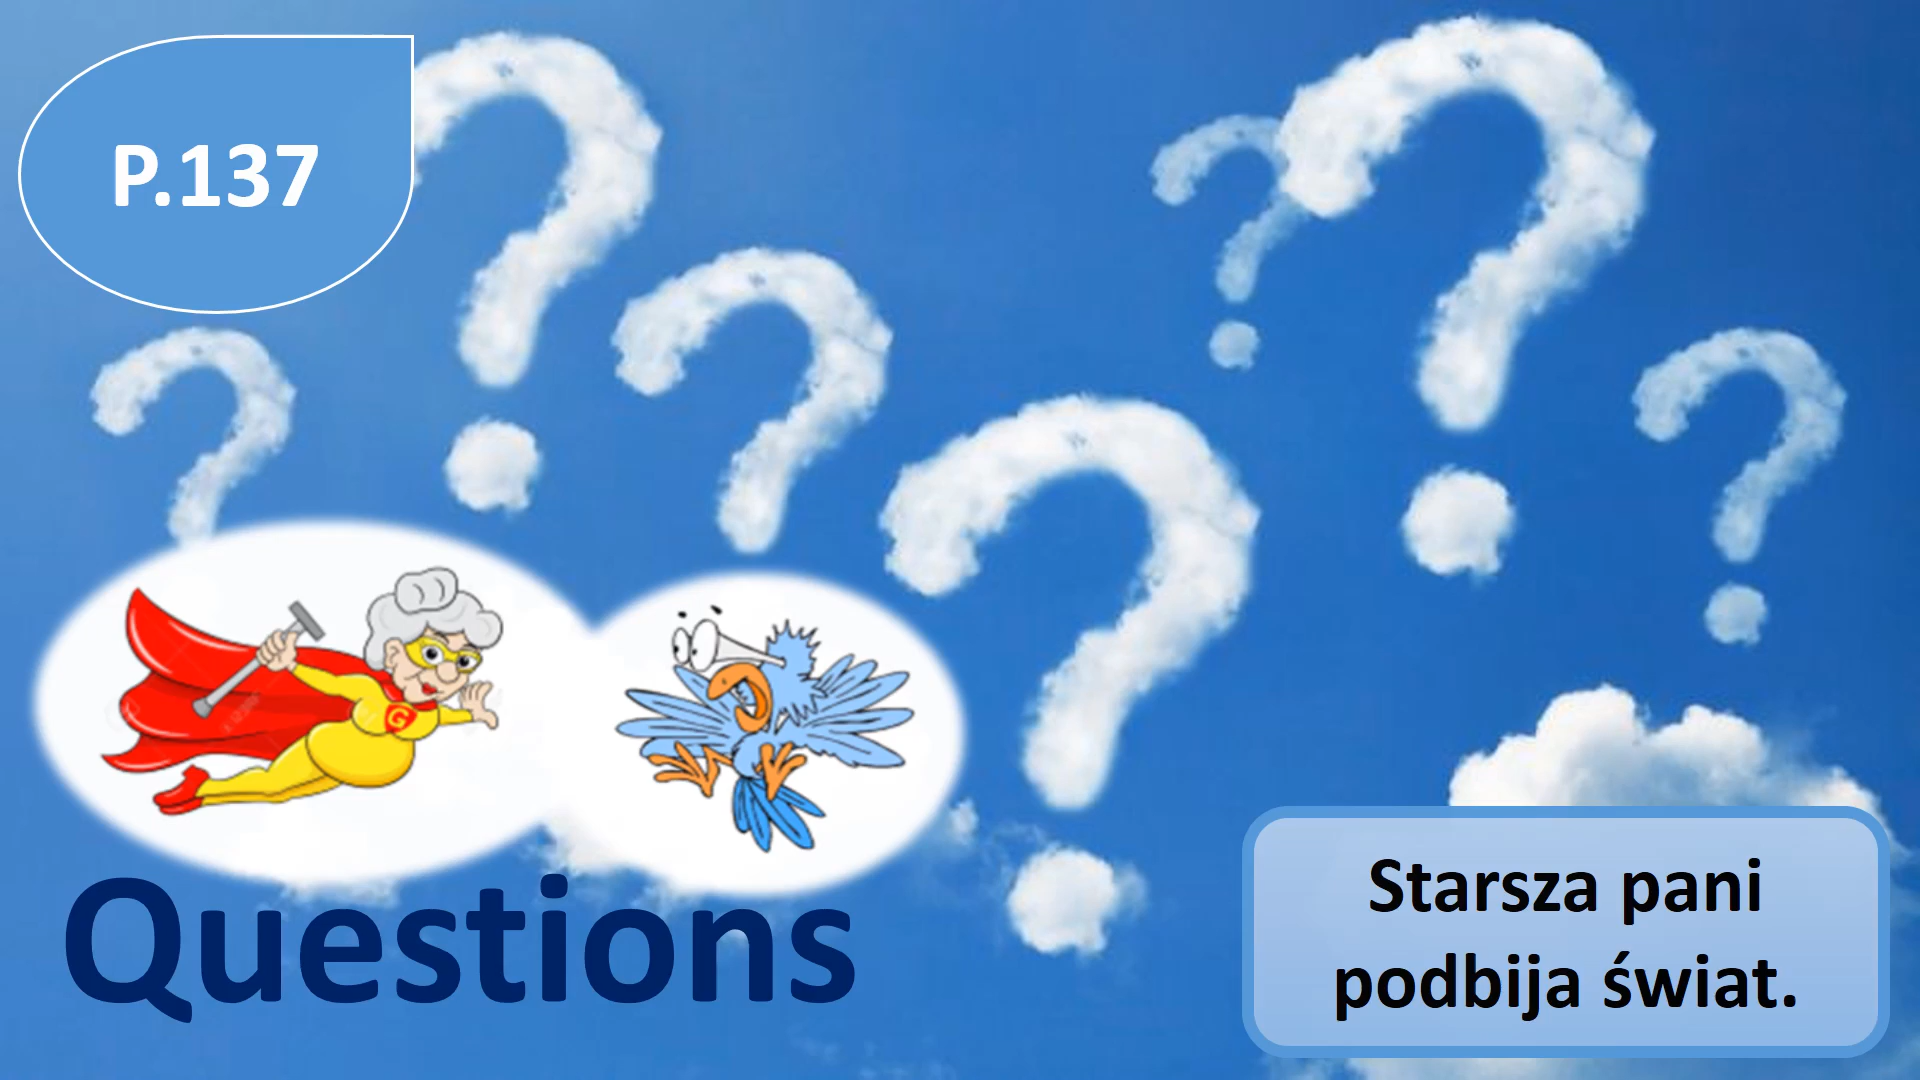 P.137
G
Questions
Starsza pani
podbija świat.